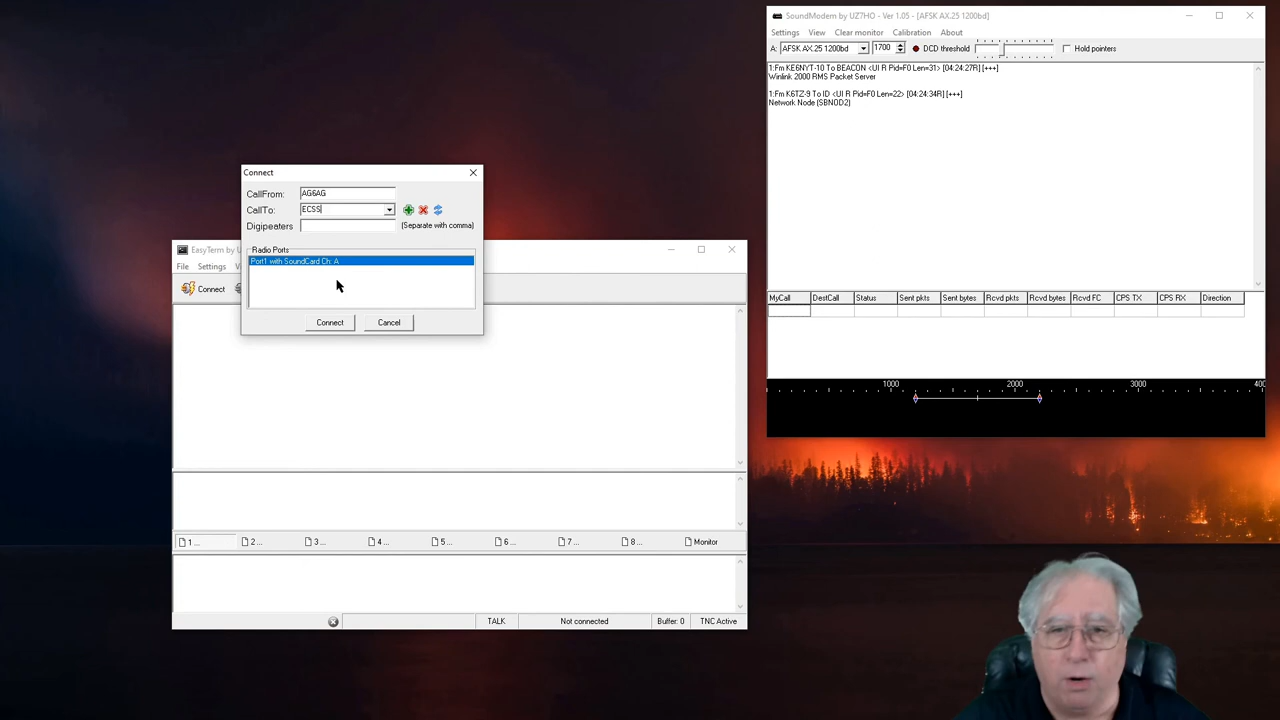 SoundModem by UZ7HO - Ver 1.05 - [AFSK AX.25 1200bd]
Settings View Clear monitor Calibration About
A: AFSK AX.25 1200bd 1700 DCD threshold Hold pointers
1:Fm KE6NYT-10 To BEACON <UI R Pid=F0 Len=31> [04:24:27R] [+++]
Winlink 2000 RMS Packet Server
1:Fm K6TZ-9 To ID <UI R Pid=F0 Len=22> [04:24:34R] [+++]
Network Node (SBNOD2)
MyCall DestCall Status Sent pkts Sent bytes Rcvd pkts Rcvd bytes Rcvd FC CPS TX CPS RX Direction
1000 2000 3000
Connect
CallFrom: AG6AG
CallTo: ECSS
Digipeaters (Separate with comma)
Radio Ports
Port1 with SoundCard Ch: A
Connect Cancel
EasyTerm by U
File Settings
Connect
1 ... 2 ... 3 ... 4 ... 5 ... 6 ... 7 ... 8 ... Monitor
TALK Not connected Buffer: 0 TNC Active